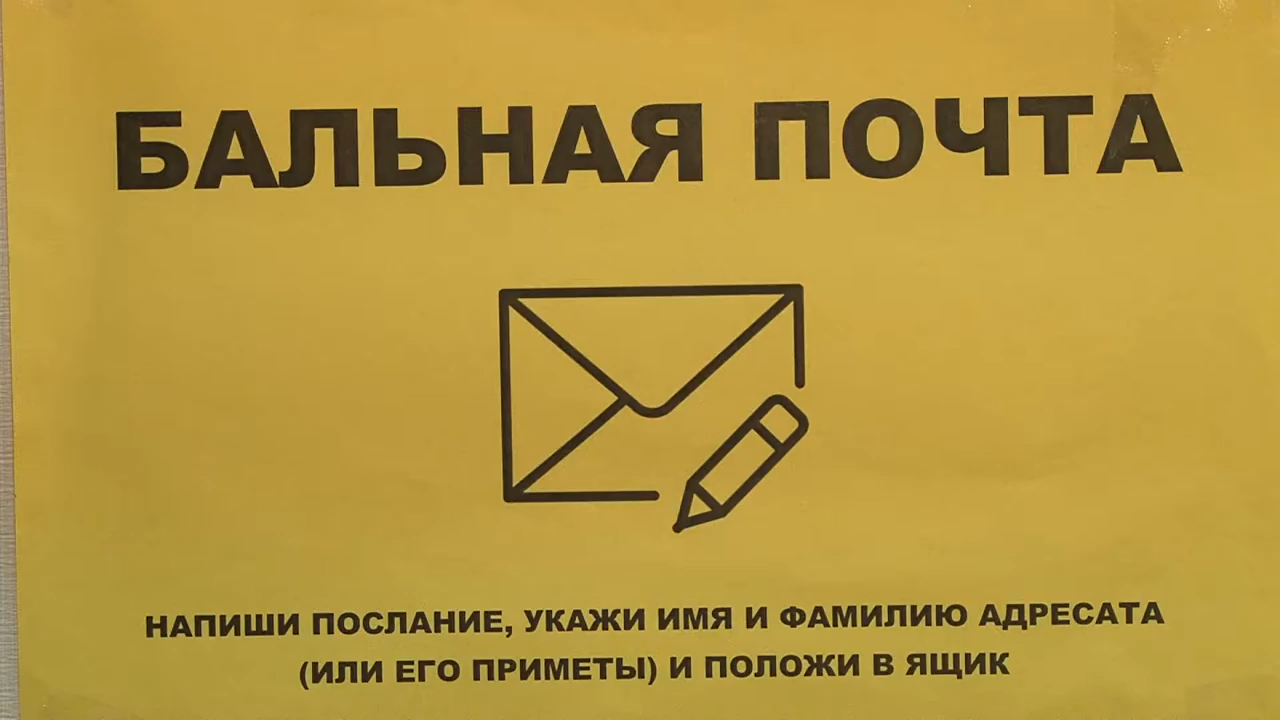 БАЛЬНАЯ ПОЧТА
НАПИШИ ПОСЛАНИЕ, УКАЖИ ИМЯ И ФАМИЛИЮ АДРЕСАТА
(ИЛИ ЕГО ПРИМЕТЫ) И ПОЛОЖИ В ЯЩИК